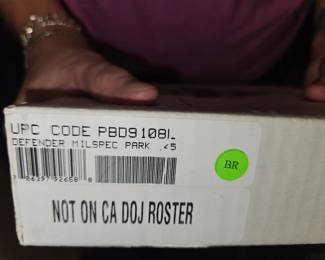 UPC CODE PBD9108L
DEFENDER MILSPEC PARK .45
BR
NOT ON CA DOJ ROSTER